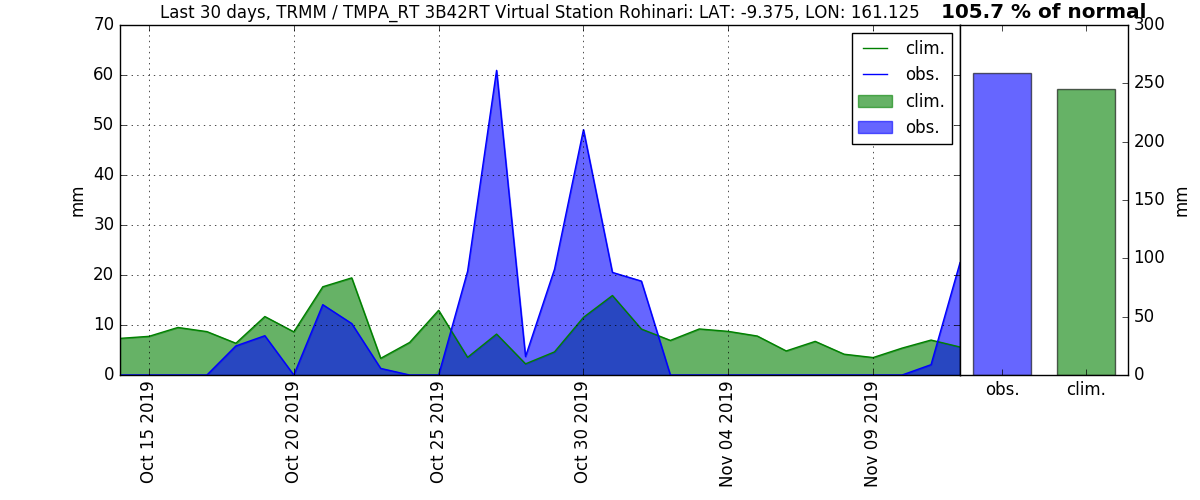 Last 30 days, TRMM / TMPA_RT 3B42RT Virtual Station Rohinari: LAT: -9.375, LON: 161.125
105.7 % of normal
70
60
50
40
30
20
10
0
mm
clim.
obs.
clim.
obs.
Oct 15 2019
Oct 20 2019
Oct 25 2019
Oct 30 2019
Nov 04 2019
Nov 09 2019
300
250
200
150
100
50
0
mm
obs.
clim.